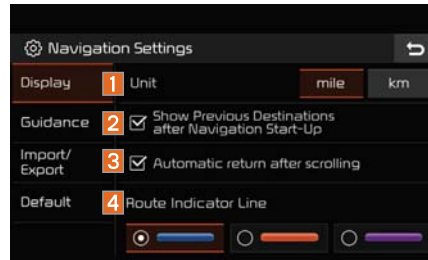 Navigation Settings
Display
1 Unit mile km
Guidance
2 Show Previous Destinations
after Navigation Start-Up
Import/
Export
3 Automatic return after scrolling
Default
4 Route Indicator Line